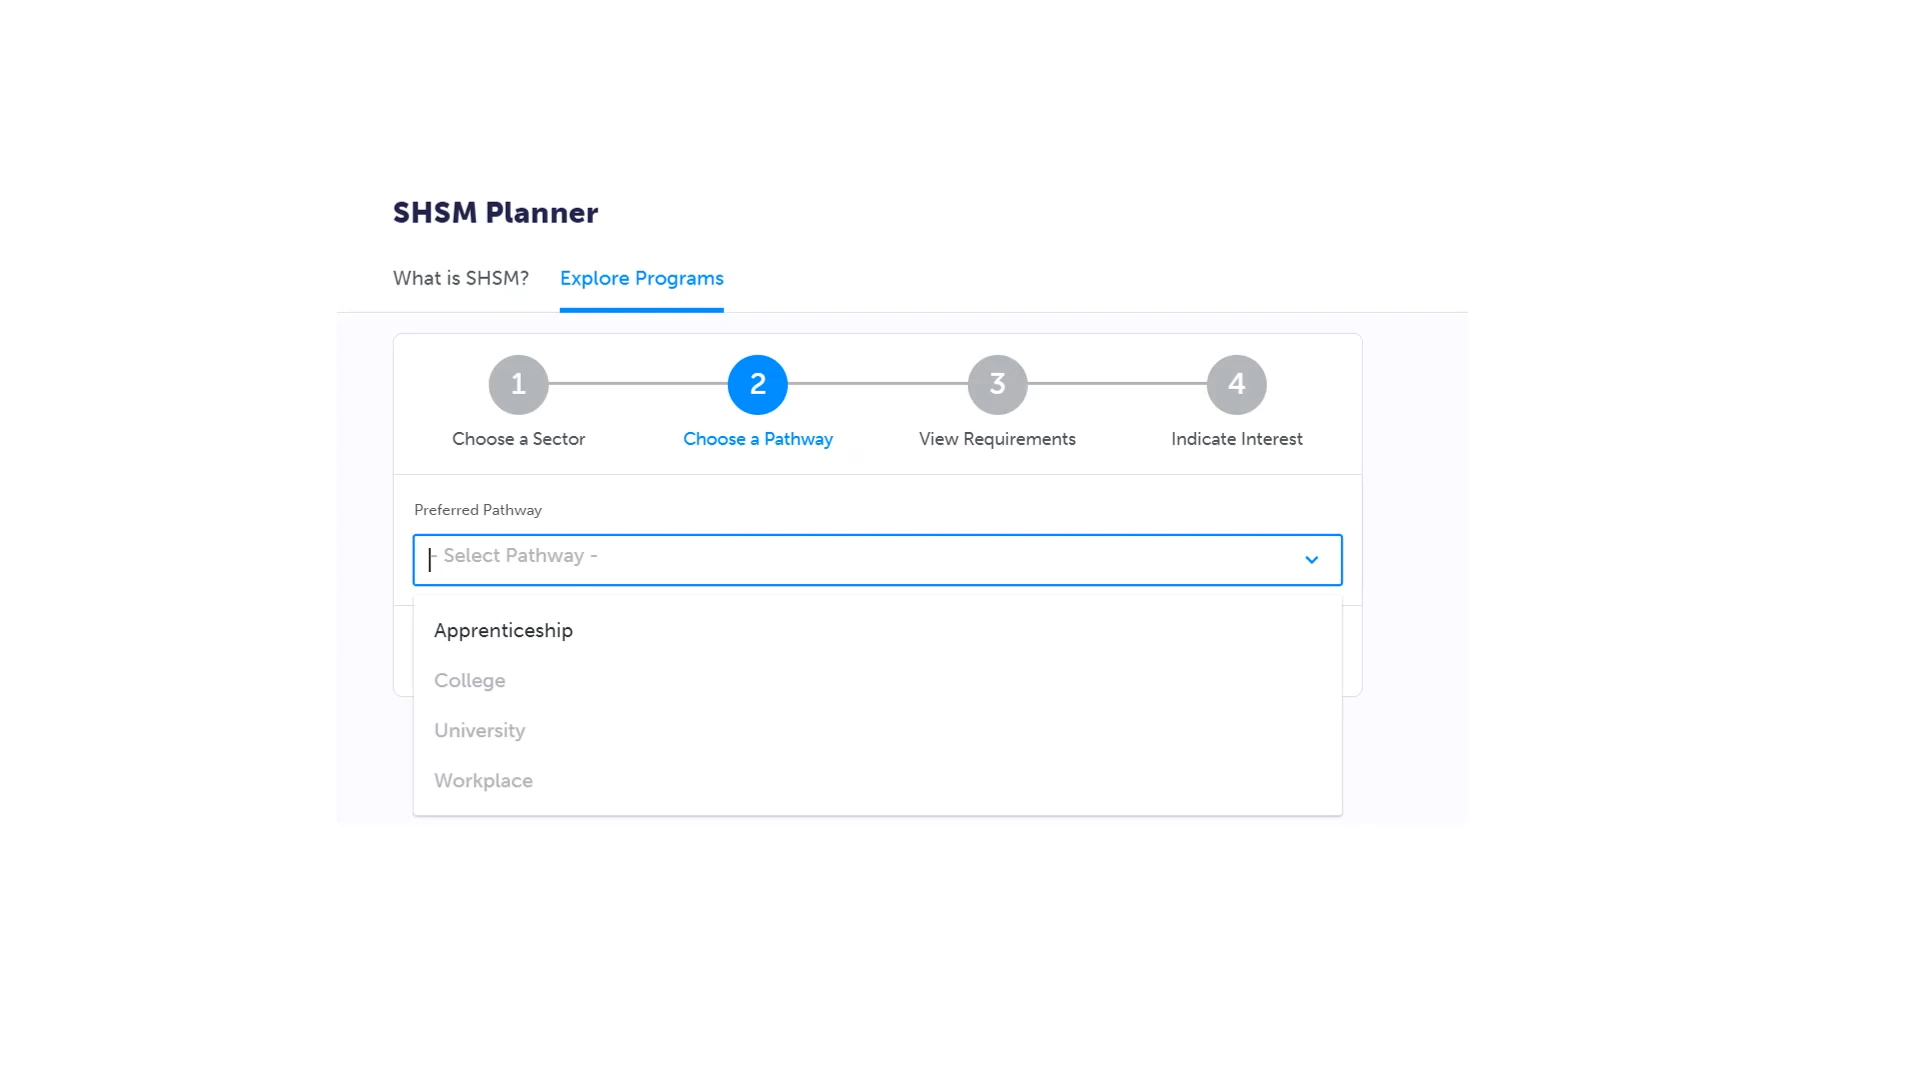 SHSM Planner
What is SHSM? Explore Programs
1 2 3 4
Choose a Sector Choose a Pathway View Requirements Indicate Interest
Preferred Pathway
- Select Pathway -
Apprenticeship
College
University
Workplace